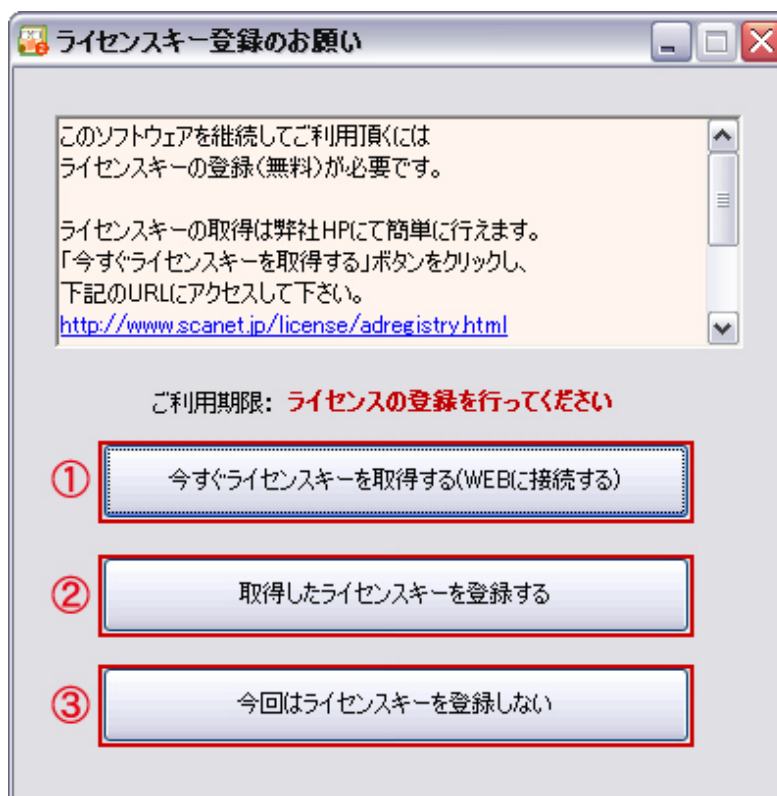 ライセンスキー登録のお願い
このソフトウェアを継続してご利用頂くには
ライセンスキーの登録(無料)が必要です。
ライセンスキーの取得は弊社HPにて簡単に行えます。
「今すぐライセンスキーを取得する」ボタンをクリックし、
下記のURLにアクセスして下さい。
http://www.scanet.jp/license/adregistry.html
ご利用期限: ライセンスの登録を行ってください
① 今すぐライセンスキーを取得する(WEBに接続する)
② 取得したライセンスキーを登録する
③ 今回はライセンスキーを登録しない